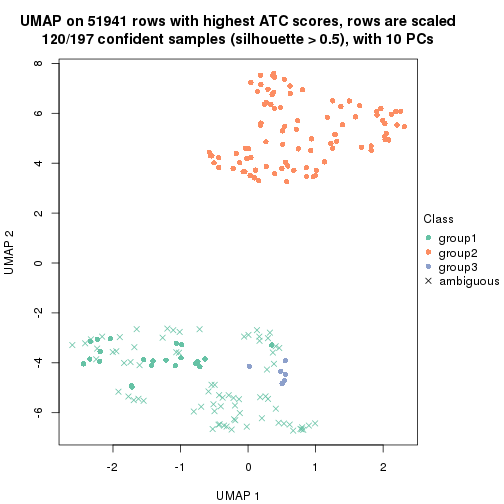 UMAP on 51941 rows with highest ATC scores, rows are scaled
120/197 confident samples (silhouette > 0.5), with 10 PCs
8
6
4
2
0
-2
-4
-6
UMAP 2
-2
-1
0
1
2
UMAP 1
Class
group1
group2
group3
ambiguous